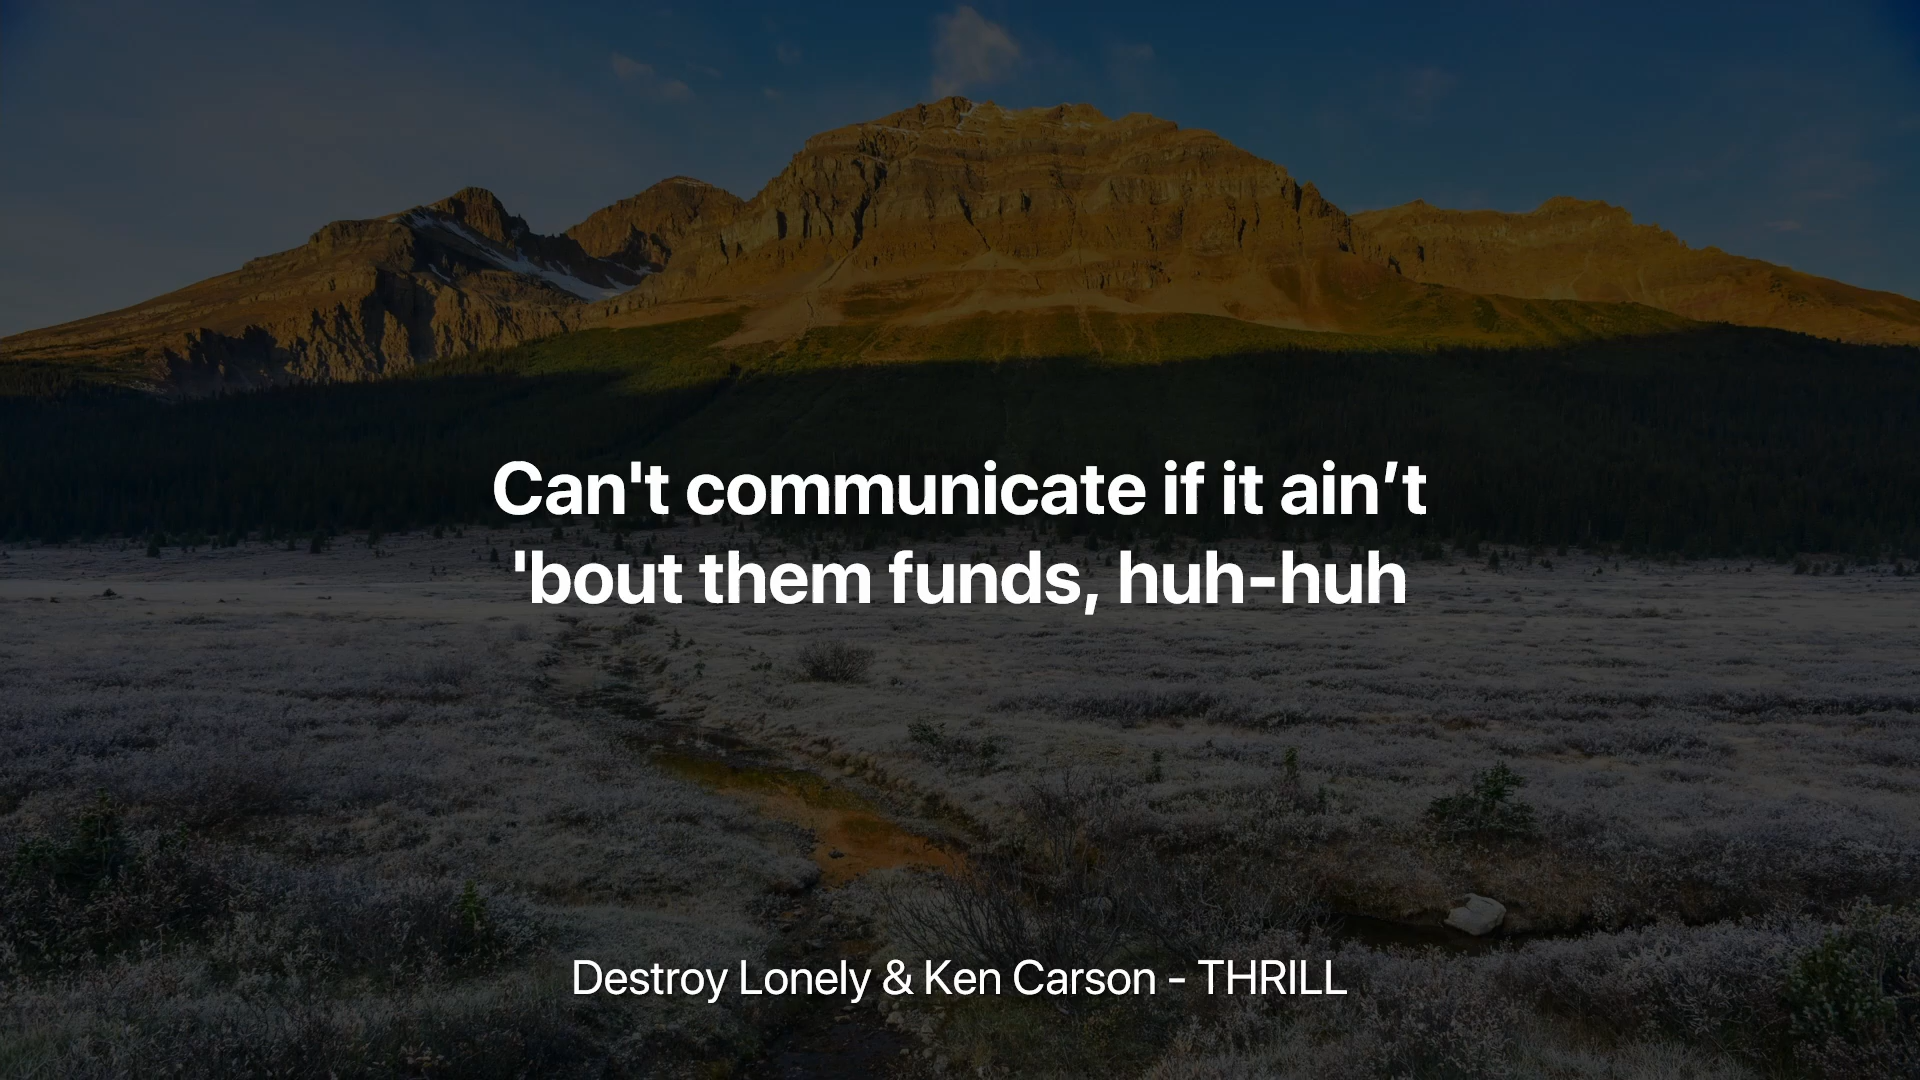 Can't communicate if it ain’t
'bout them funds, huh-huh
Destroy Lonely & Ken Carson - THRILL